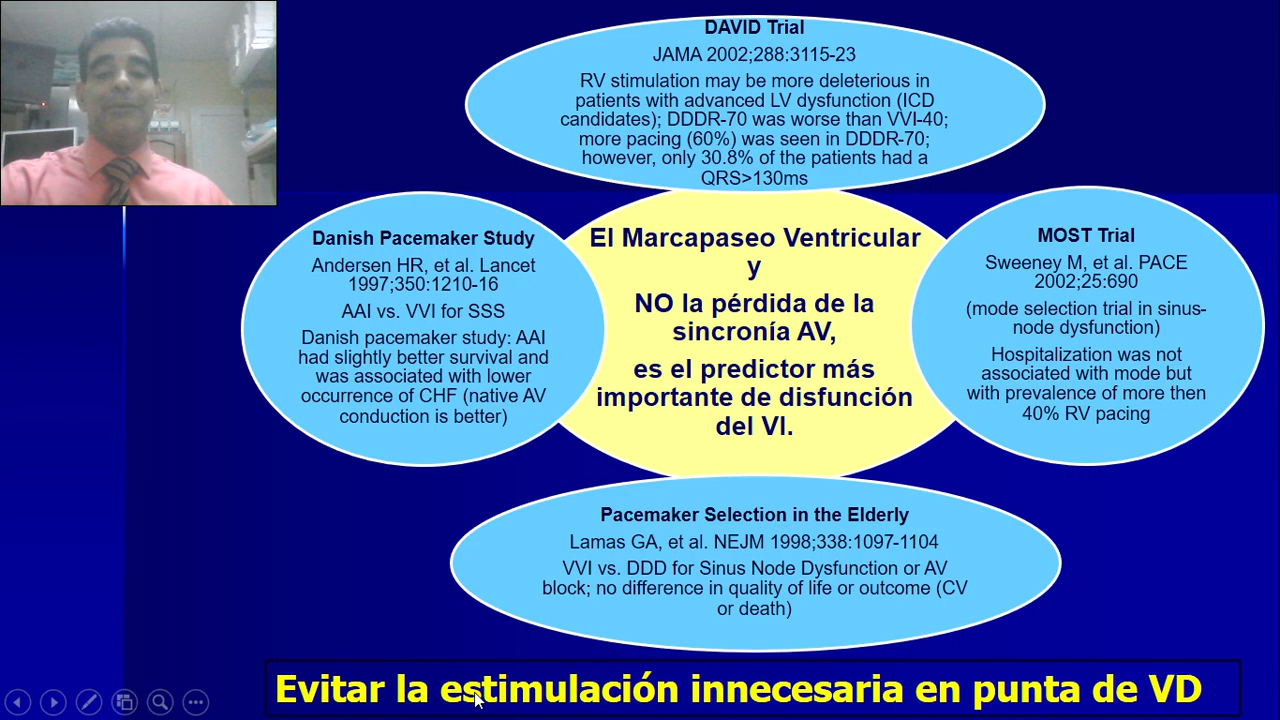 DAVID Trial
JAMA 2002;288:3115-23
RV stimulation may be more deleterious in
patients with advanced LV dysfunction (ICD
candidates); DDDR-70 was worse than VVI-40;
more pacing (60%) was seen in DDDR-70;
however, only 30.8% of the patients had a
QRS>130ms
Danish Pacemaker Study
Andersen HR, et al. Lancet
1997;350:1210-16
AAI vs. VVI for SSS
Danish pacemaker study: AAI
had slightly better survival and
was associated with lower
occurrence of CHF (native AV
conduction is better)
El Marcapaseo Ventricular
y
NO la pérdida de la
sincronía AV,
es el predictor más
importante de disfunción
del VI.
MOST Trial
Sweeney M, et al. PACE
2002;25:690
(mode selection trial in sinus-
node dysfunction)
Hospitalization was not
associated with mode but
with prevalence of more then
40% RV pacing
Pacemaker Selection in the Elderly
Lamas GA, et al. NEJM 1998;338:1097-1104
VVI vs. DDD for Sinus Node Dysfunction or AV
block; no difference in quality of life or outcome (CV
or death)
Evitar la estimulación innecesaria en punta de VD